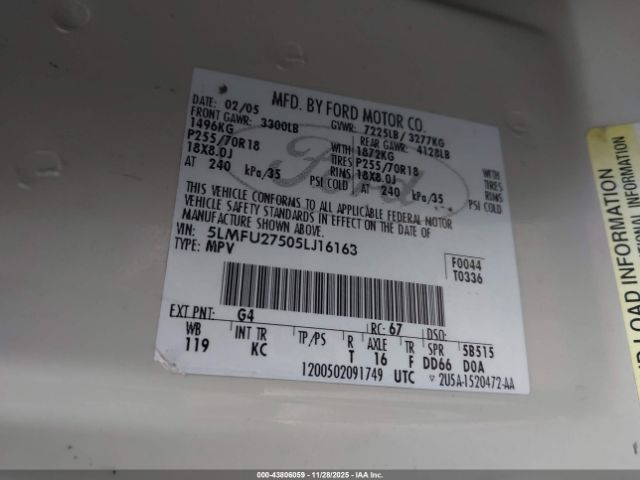 MFD. BY FORD MOTOR CO.
DATE: 02/05 GVWR: 7225LB/ 3277KG
FRONT GAWR: 3300LB REAR GAWR: 4128LB
1496KG WITH 1872KG WITH
P255/70R18 TIRES P255/70R18 TIRES
18X8.0J RIMS 18X8.0J RIMS
AT 240 kPa/35 PSI COLD AT 240 kPa/35 PSI COLD
Ford
THIS VEHICLE CONFORMS TO ALL APPLICABLE FEDERAL MOTOR
VEHICLE SAFETY STANDARDS IN EFFECT ON THE DATE OF
MANUFACTURE SHOWN ABOVE.
VIN: 5LMFU27505LJ16163
TYPE: MPV
F0044
T0336
EXT PNT: G4 RC: 67 DSO:
WB INT TR TP/PS R AXLE TR SPR 5B515
119 KC T 16 F DD66 D0A
1200502091749 UTC 2U5A-1520472-AA
000-43806059 | 11/28/2025 - IAAI Inc.